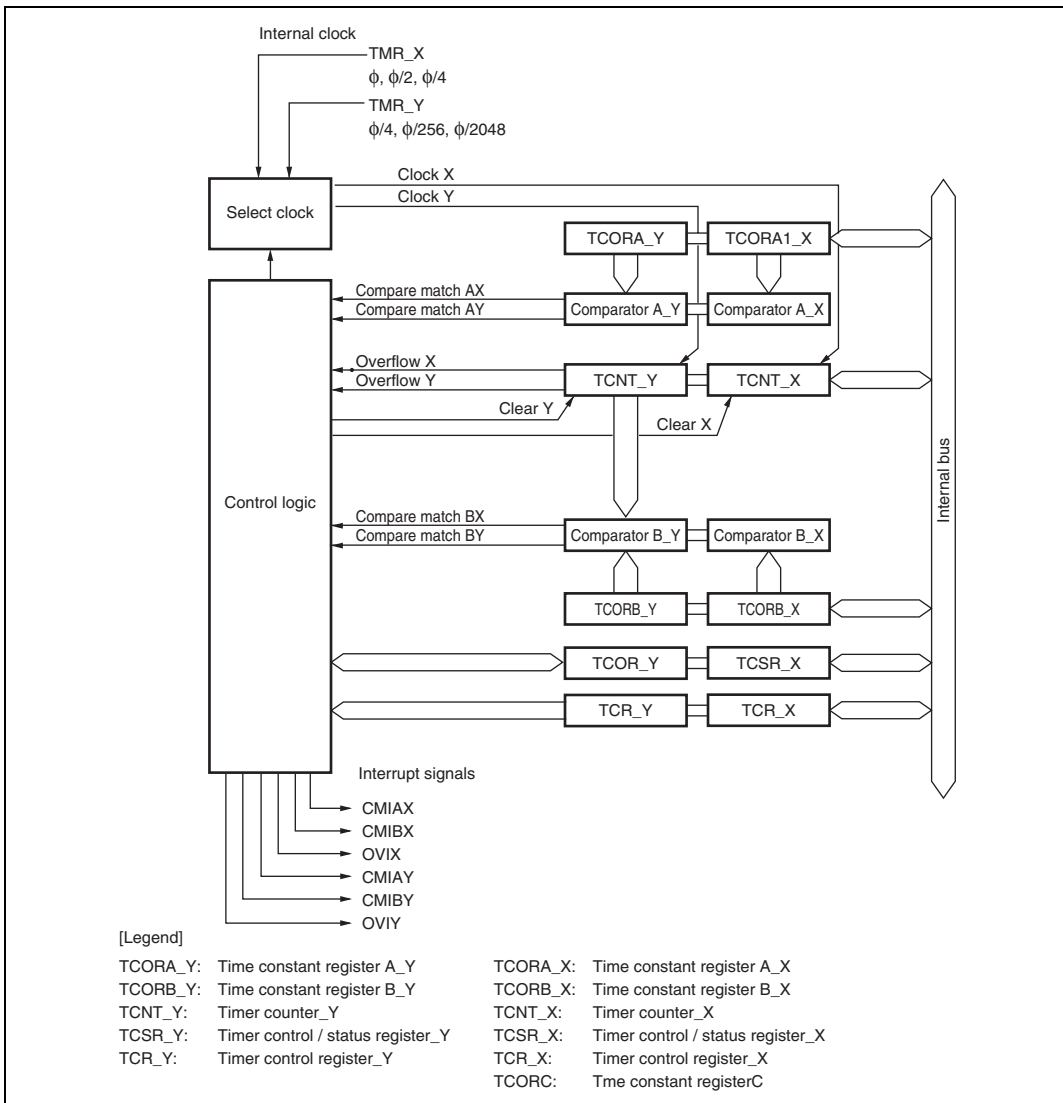 Internal clock
TMR_X
ϕ, ϕ/2, ϕ/4
TMR_Y
ϕ/4, ϕ/256, ϕ/2048
Clock X
Clock Y
Select clock
TCORA_Y
TCORA1_X
Compare match AX
Compare match AY
Comparator A_Y
Comparator A_X
Overflow X
Overflow Y
TCNT_Y
TCNT_X
Clear Y
Clear X
Internal bus
Control logic
Compare match BX
Compare match BY
Comparator B_Y
Comparator B_X
TCORB_Y
TCORB_X
TCOR_Y
TCSR_X
TCR_Y
TCR_X
Interrupt signals
CMIAX
CMIBX
OVIX
CMIAY
CMIBY
OVIY
[Legend]
TCORA_Y: Time constant register A_Y
TCORB_Y: Time constant register B_Y
TCNT_Y: Timer counter_Y
TCSR_Y: Timer control / status register_Y
TCR_Y: Timer control register_Y
TCORA_X: Time constant register A_X
TCORB_X: Time constant register B_X
TCNT_X: Timer counter_X
TCSR_X: Timer control / status register_X
TCR_X: Timer control register_X
TCORC: Tme constant registerC